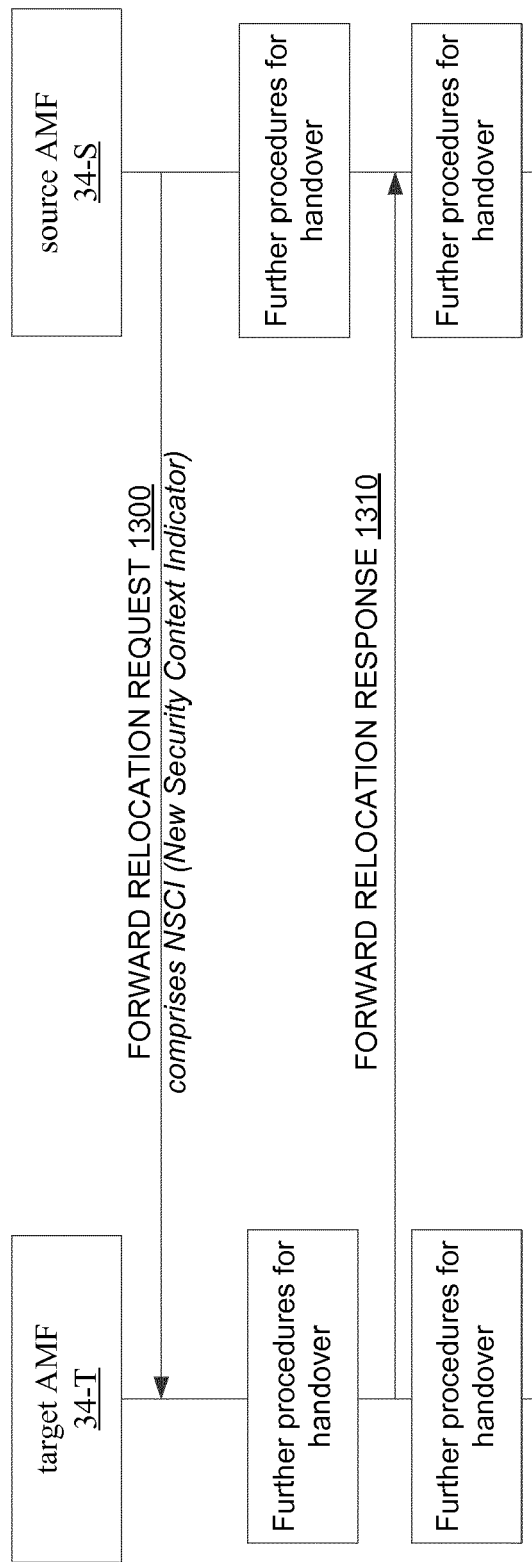 target AMF
34-T
source AMF
34-S
FORWARD RELOCATION REQUEST 1300
comprises NSCI (New Security Context Indicator)
Further procedures for
handover
Further procedures for
handover
FORWARD RELOCATION RESPONSE 1310
Further procedures for
handover
Further procedures for
handover